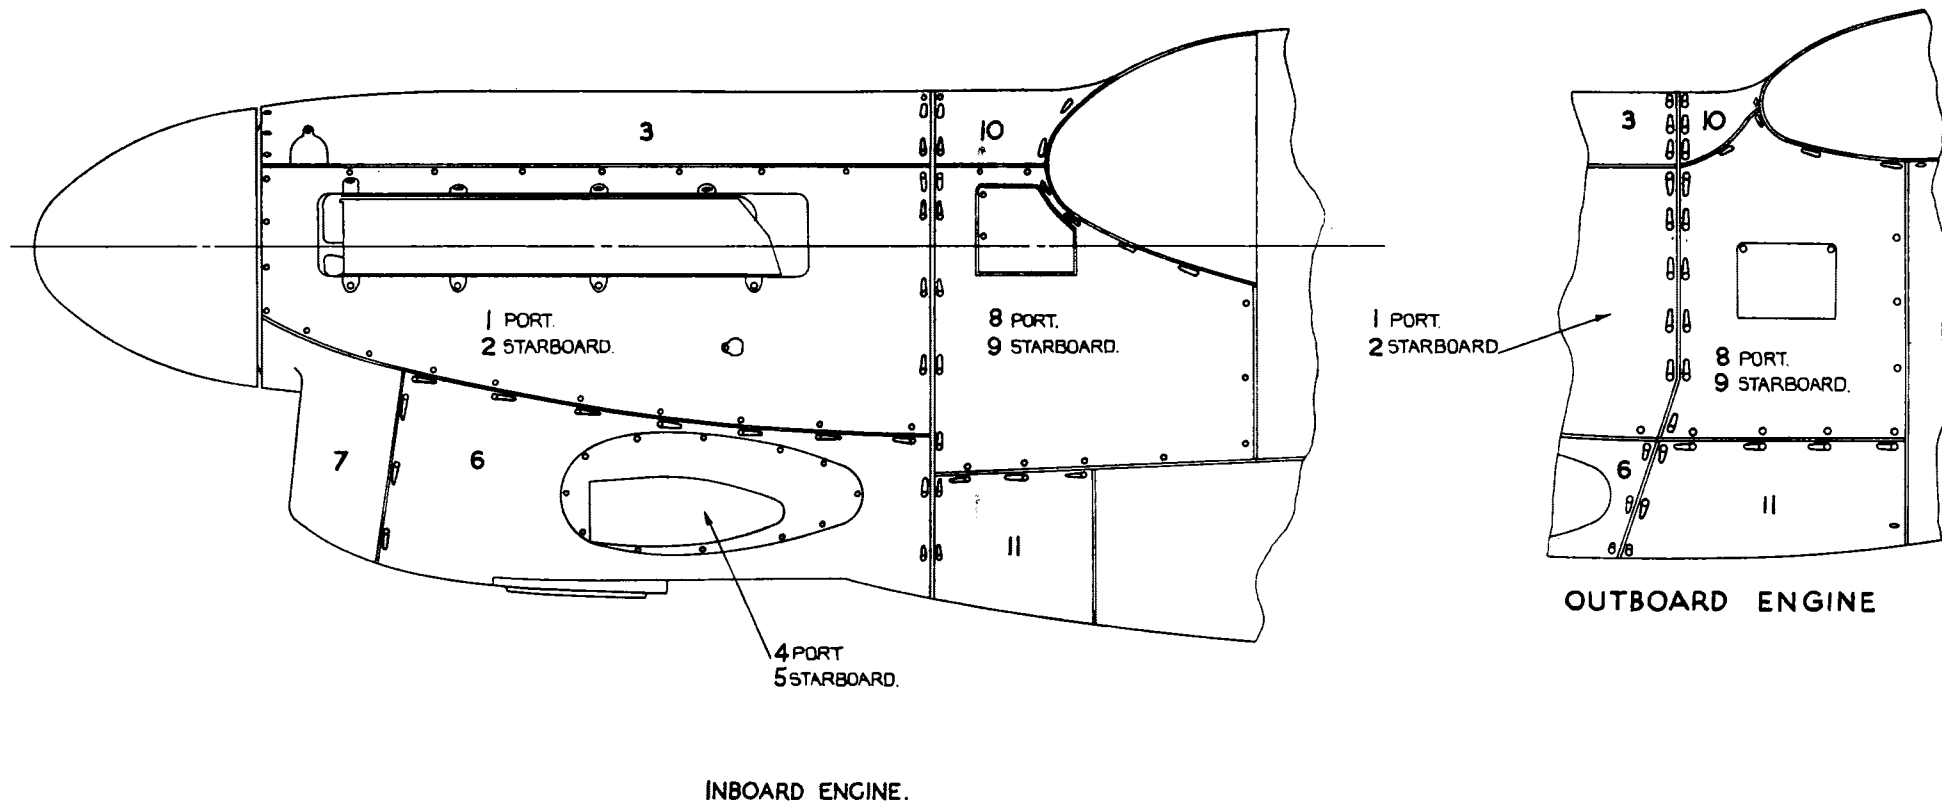 3
10
1 PORT.
2 STARBOARD.
8 PORT.
9 STARBOARD.
7
6
11
4 PORT
5 STARBOARD.
INBOARD ENGINE.
3
10
1 PORT.
2 STARBOARD
8 PORT.
9 STARBOARD.
6
11
OUTBOARD ENGINE